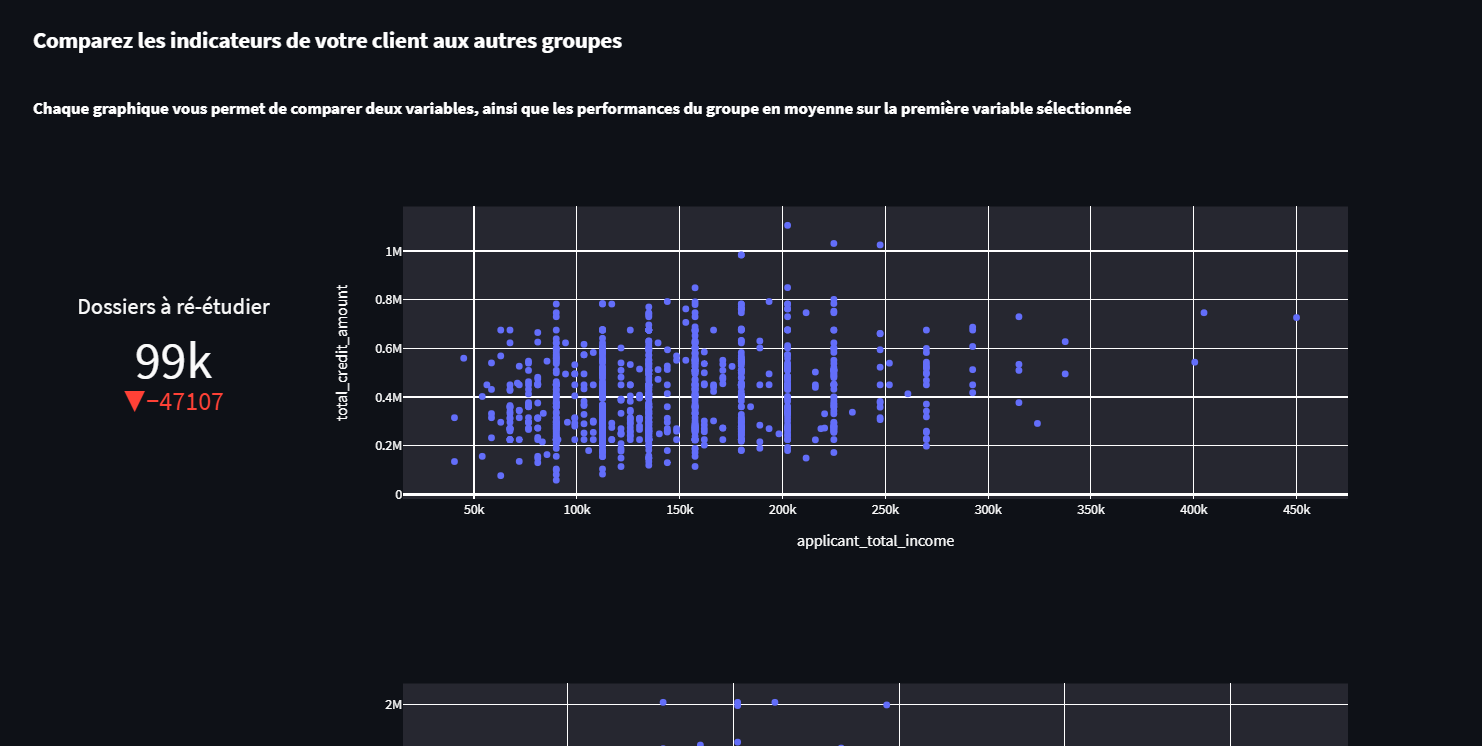 Comparez les indicateurs de votre client aux autres groupes
Chaque graphique vous permet de comparer deux variables, ainsi que les performances du groupe en moyenne sur la première variable sélectionnée
Dossiers à ré-étudier
99k
▼−47107
total_credit_amount
1M
0.8M
0.6M
0.4M
0.2M
0
50k 100k 150k 200k 250k 300k 350k 400k 450k
applicant_total_income
2M